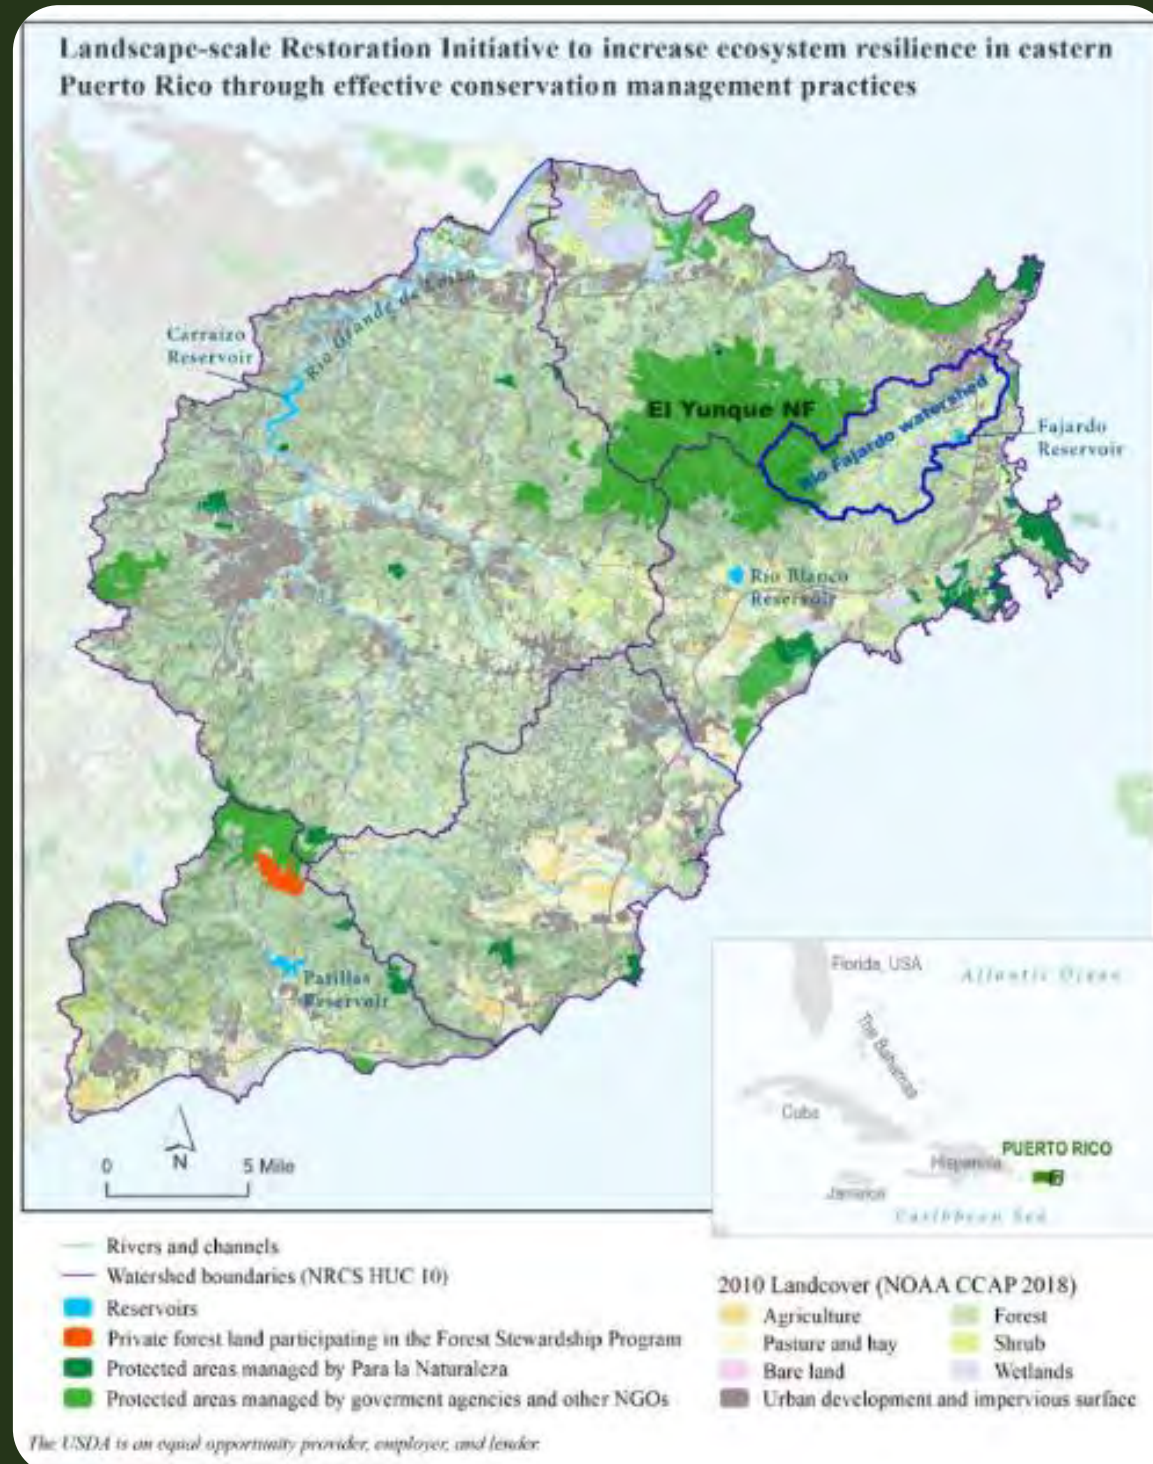 Landscape-scale Restoration Initiative to increase ecosystem resilience in eastern
Puerto Rico through effective conservation management practices
Carraizo
Reservoir
Rio Grande de Loiza
El Yunque NF
Rio Fajardo watershed
Fajardo
Reservoir
Rio Blanco
Reservoir
Patillas
Reservoir
0
N
5 Mile
Florida, USA
Atlantic Ocean
The Bahamas
Cuba
PUERTO RICO
Hispaniola
Jamaica
Caribbean Sea
Rivers and channels
Watershed boundaries (NRCS HUC 10)
Reservoirs
Private forest land participating in the Forest Stewardship Program
Protected areas managed by Para la Naturaleza
Protected areas managed by goverment agencies and other NGOs
2010 Landcover (NOAA CCAP 2018)
Agriculture
Forest
Pasture and hay
Shrub
Bare land
Wetlands
Urban development and impervious surface
The USDA is an equal opportunity provider, employer, and lender.